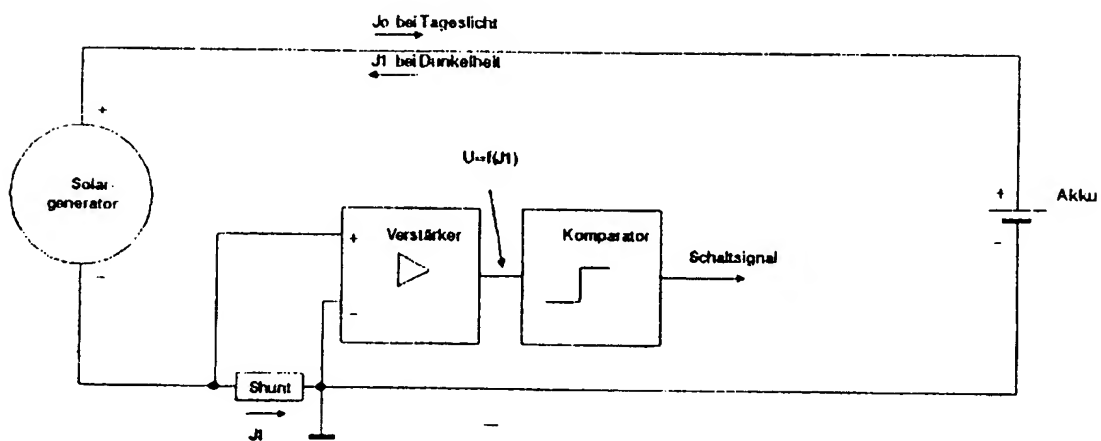 Jo bei Tageslicht
J1 bei Dunkelheit
+
Solar-
generator
-
U=f(J1)
+
Verstärker
-
Komparator
Schaltsignal
+
Akku
-
Shunt
J1